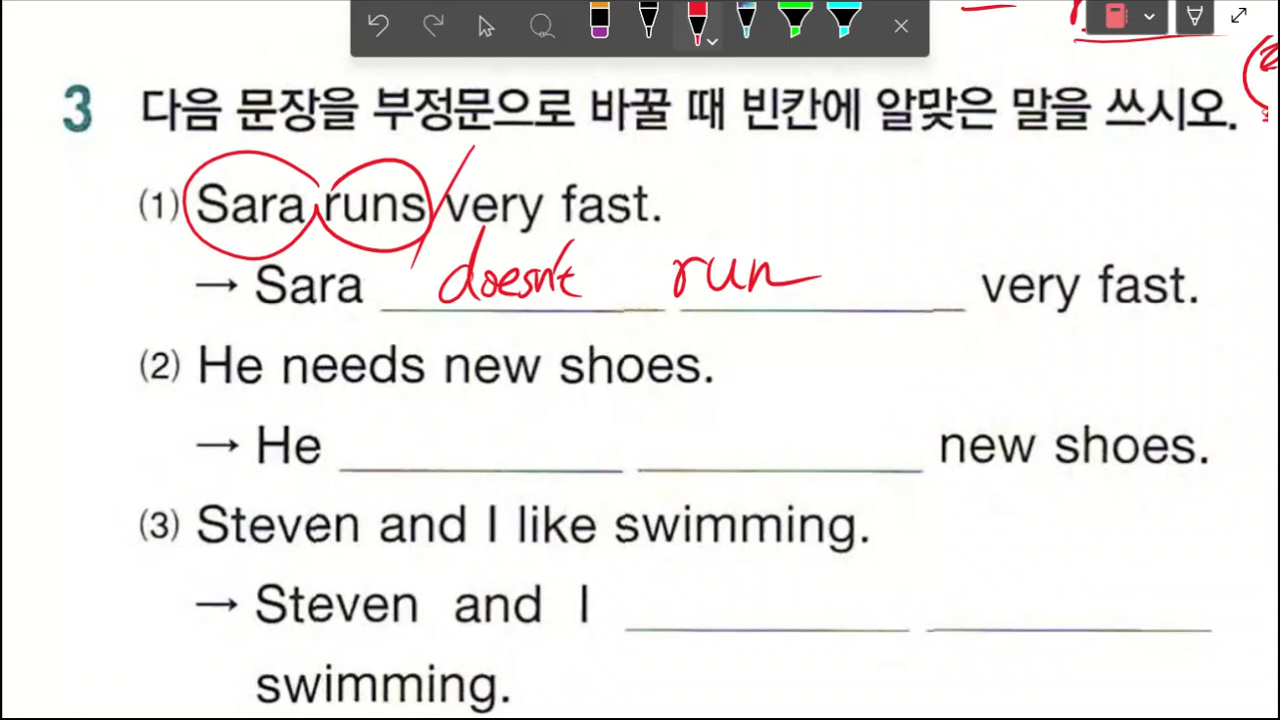 3 다음 문장을 부정문으로 바꿀 때 빈칸에 알맞은 말을 쓰시오.
(1) Sara runs very fast.
→ Sara doesn't run very fast.
(2) He needs new shoes.
→ He new shoes.
(3) Steven and I like swimming.
→ Steven and I
swimming.